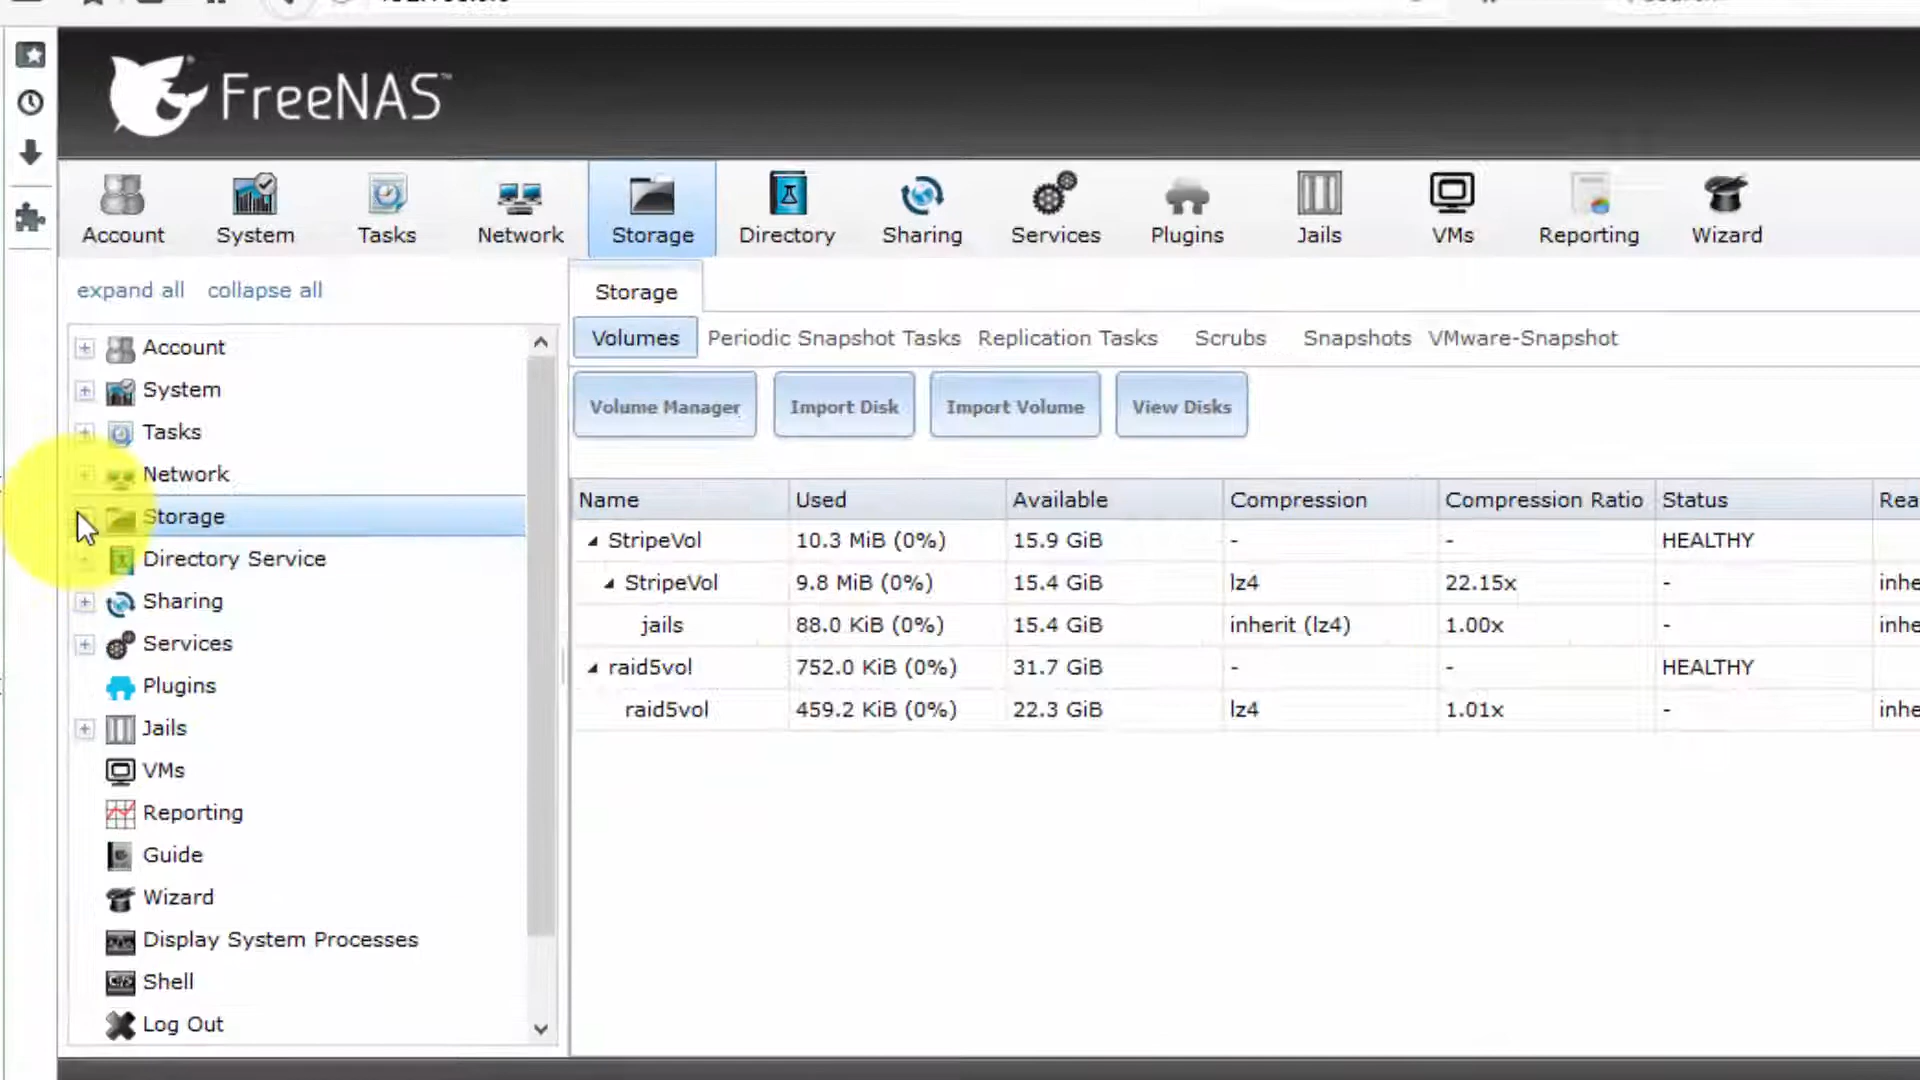 FreeNAS™
Account System Tasks Network Storage Directory Sharing Services Plugins Jails VMs Reporting Wizard
expand all collapse all
Account
System
Tasks
Network
Storage
Directory Service
Sharing
Services
Plugins
Jails
VMs
Reporting
Guide
Wizard
Display System Processes
Shell
Log Out
Storage
Volumes Periodic Snapshot Tasks Replication Tasks Scrubs Snapshots VMware-Snapshot
Volume Manager Import Disk Import Volume View Disks
Name Used Available Compression Compression Ratio Status Rea
StripeVol 10.3 MiB (0%) 15.9 GiB - - HEALTHY
StripeVol 9.8 MiB (0%) 15.4 GiB lz4 22.15x - inhe
jails 88.0 KiB (0%) 15.4 GiB inherit (lz4) 1.00x - inhe
raid5vol 752.0 KiB (0%) 31.7 GiB - - HEALTHY
raid5vol 459.2 KiB (0%) 22.3 GiB lz4 1.01x - inhe